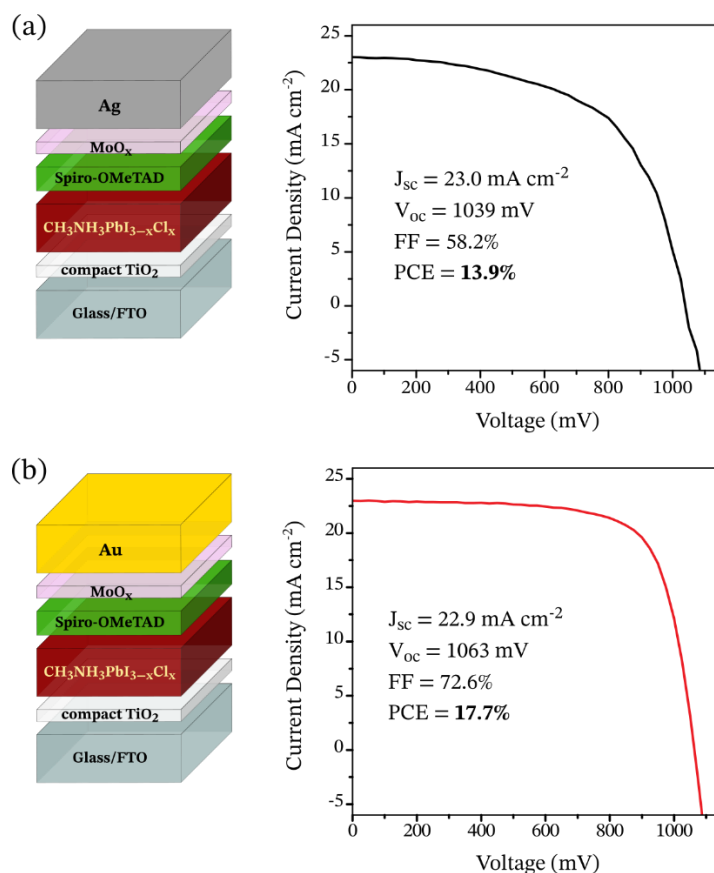 (a)
Ag
MoOₓ
Spiro-OMeTAD
CH₃NH₃PbI₃₋ₓClₓ
compact TiO₂
Glass/FTO
Current Density (mA cm⁻²)
25
20
15
10
5
0
-5
J_sc = 23.0 mA cm⁻²
V_oc = 1039 mV
FF = 58.2%
PCE = 13.9%
0 200 400 600 800 1000
Voltage (mV)
(b)
Au
MoOₓ
Spiro-OMeTAD
CH₃NH₃PbI₃₋ₓClₓ
compact TiO₂
Glass/FTO
Current Density (mA cm⁻²)
25
20
15
10
5
0
-5
J_sc = 22.9 mA cm⁻²
V_oc = 1063 mV
FF = 72.6%
PCE = 17.7%
0 200 400 600 800 1000
Voltage (mV)